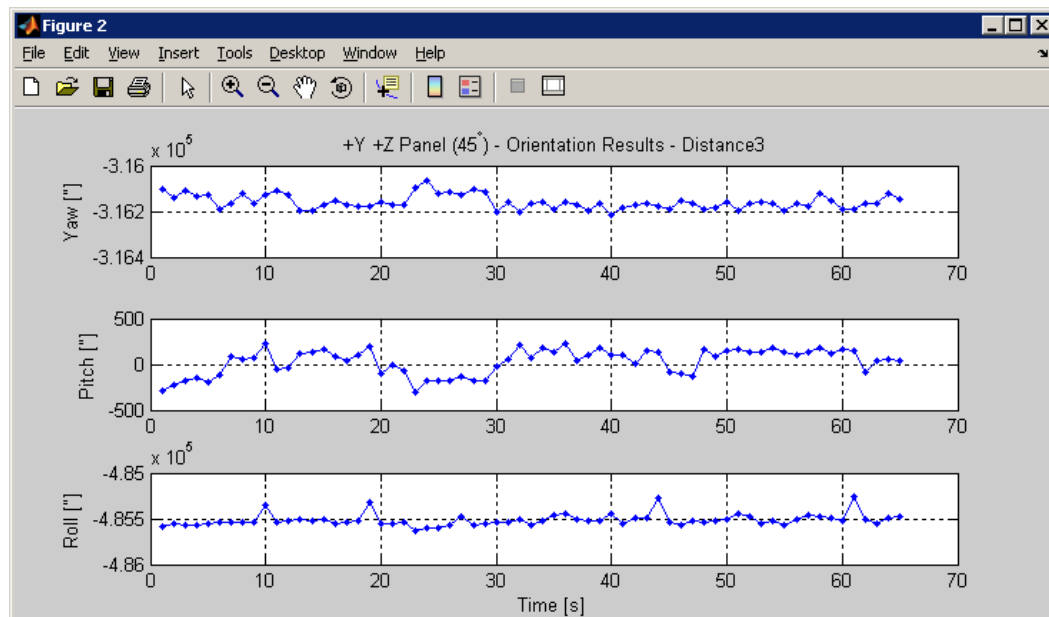 Figure 2
File Edit View Insert Tools Desktop Window Help
+Y +Z Panel (45°) - Orientation Results - Distance3
x 10^5
-3.16
-3.162
-3.164
Yaw ["]
0 10 20 30 40 50 60 70
500
0
-500
Pitch ["]
0 10 20 30 40 50 60 70
x 10^5
-4.85
-4.855
-4.86
Roll ["]
0 10 20 30 40 50 60 70
Time [s]